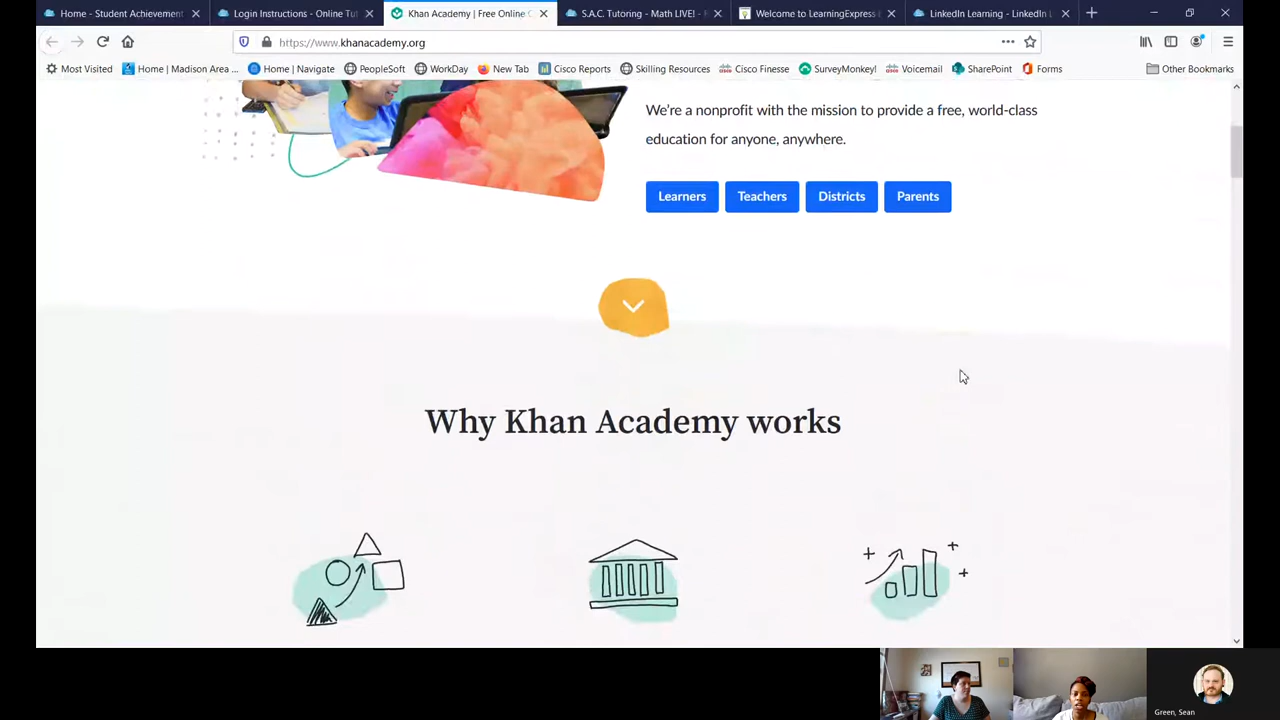 Home - Student Achievement
Login Instructions - Online Tut
Khan Academy | Free Online C
S.A.C. Tutoring - Math LIVE! -
Welcome to LearningExpress
LinkedIn Learning - LinkedIn L
https://www.khanacademy.org
Most Visited
Home | Madison Area ...
Home | Navigate
PeopleSoft
WorkDay
New Tab
Cisco Reports
Skilling Resources
Cisco Finesse
SurveyMonkey!
Voicemail
SharePoint
Forms
Other Bookmarks
We're a nonprofit with the mission to provide a free, world-class
education for anyone, anywhere.
Learners
Teachers
Districts
Parents
Why Khan Academy works
Green, Sean